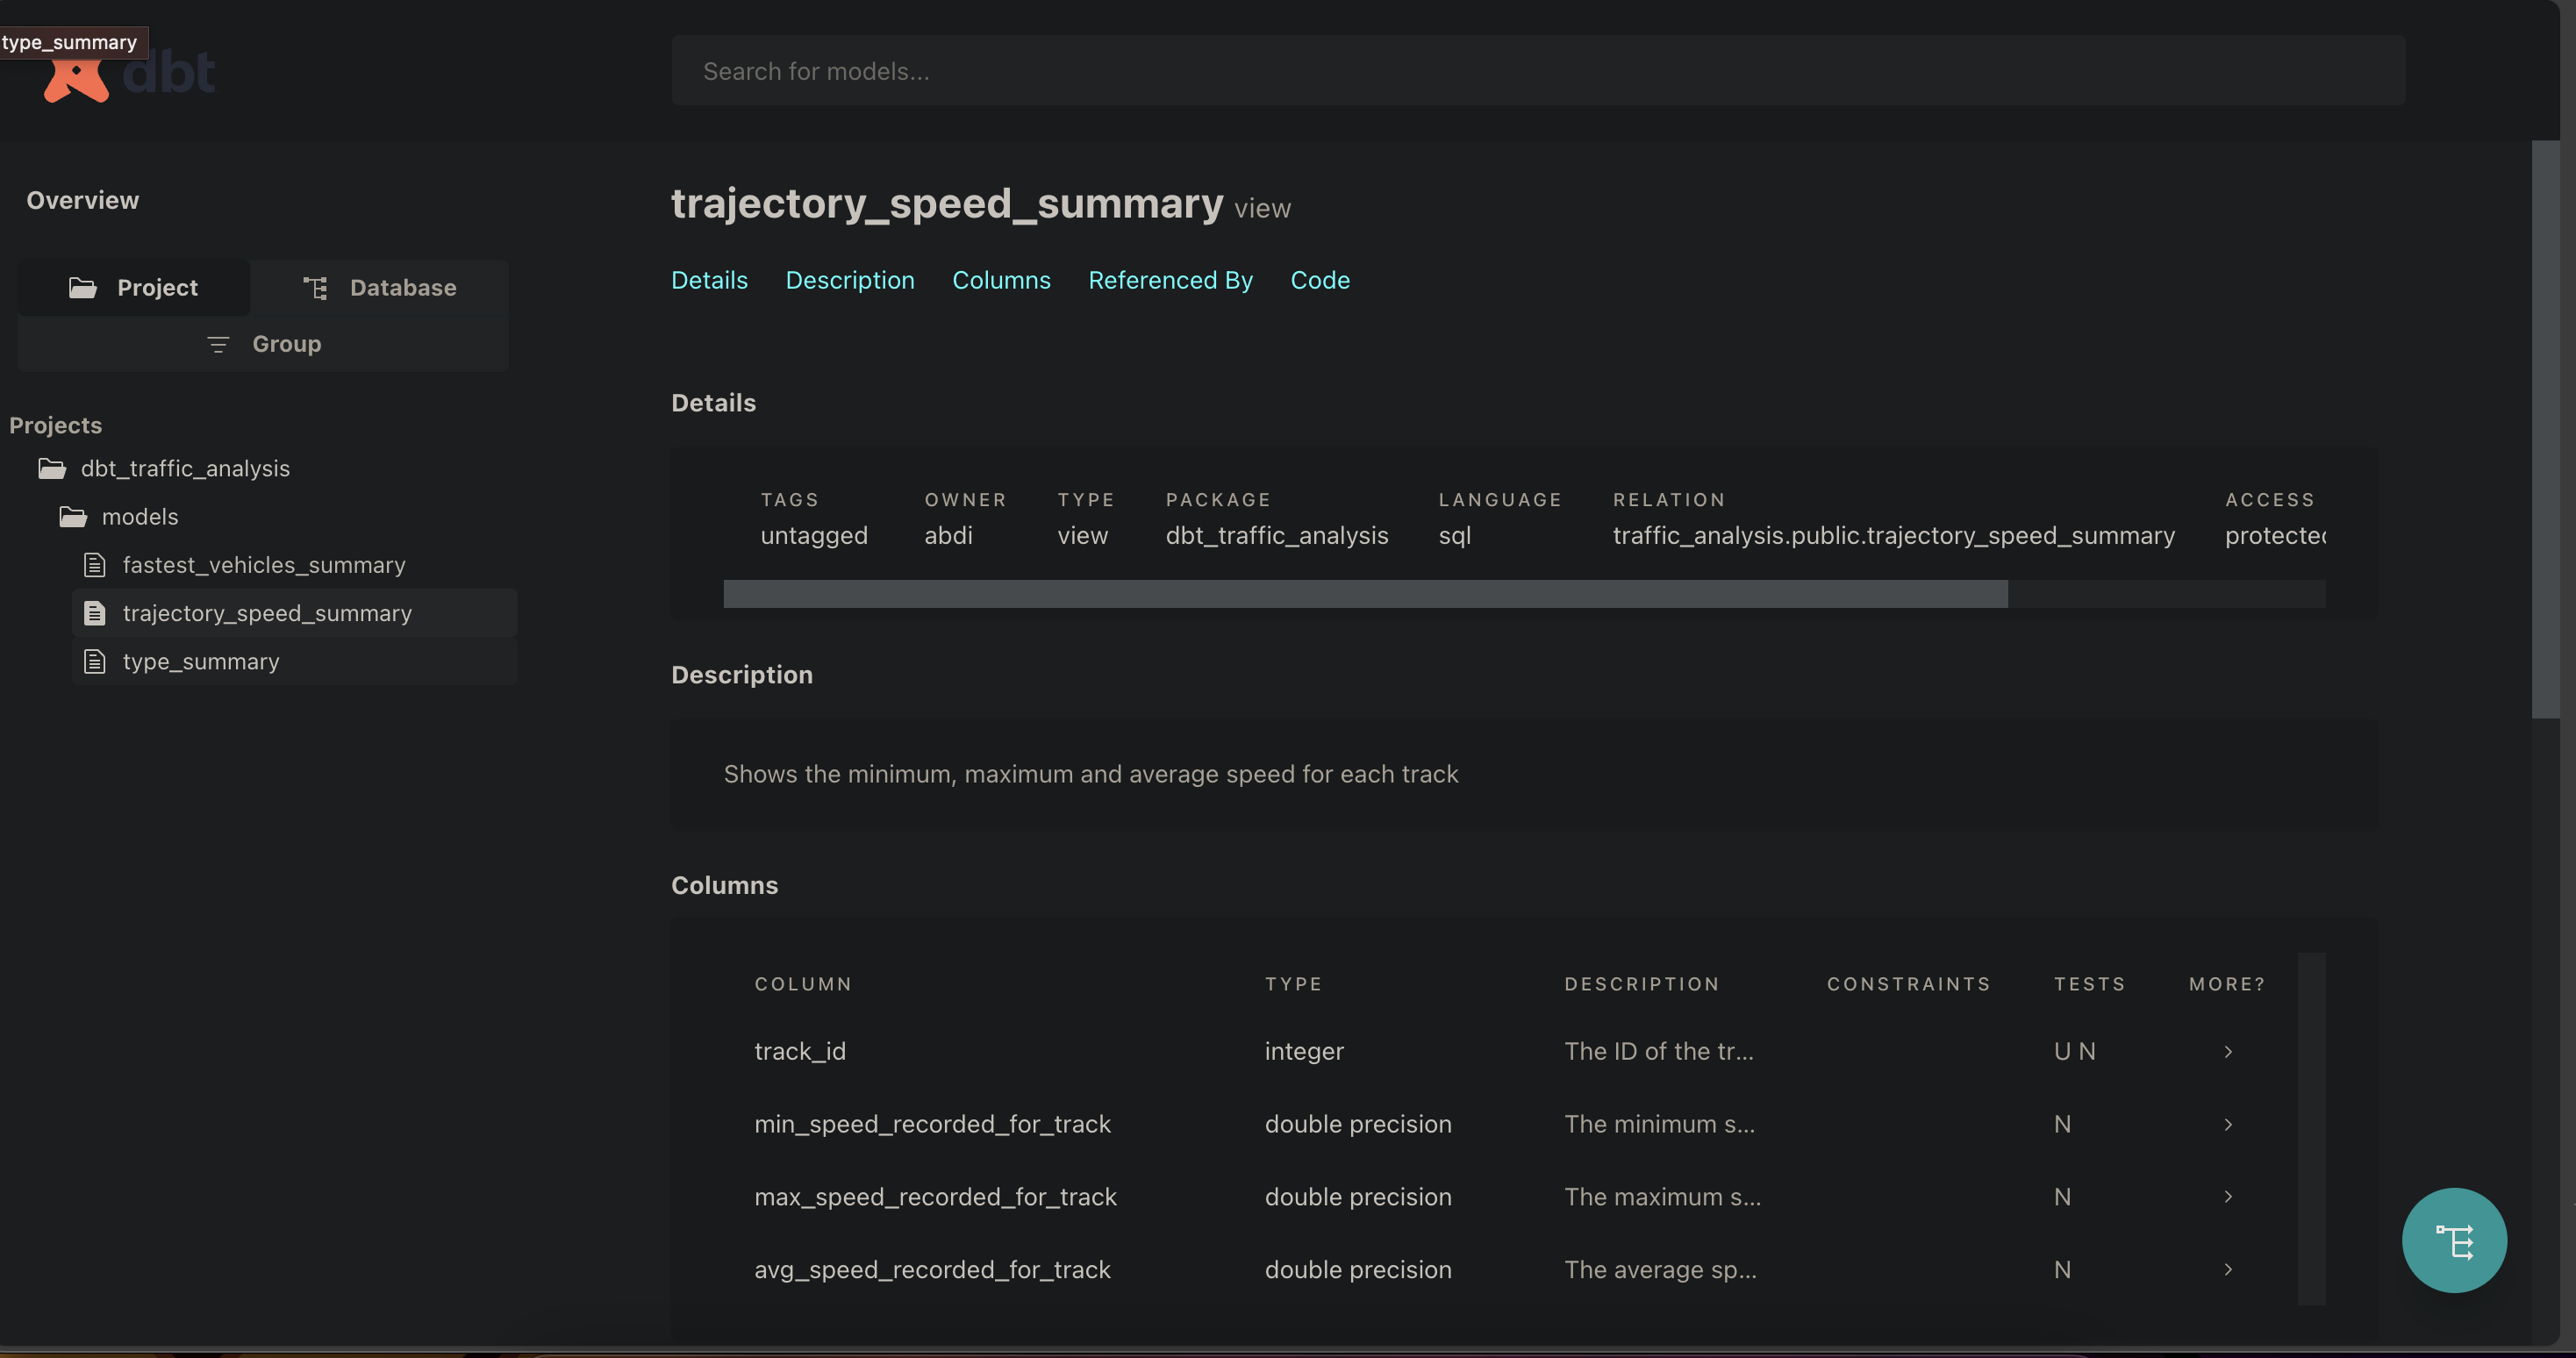 type_summary
dbt
Search for models...
Overview
Project
Database
Group
Projects
dbt_traffic_analysis
models
fastest_vehicles_summary
trajectory_speed_summary
type_summary
trajectory_speed_summary view
Details Description Columns Referenced By Code
Details
TAGS OWNER TYPE PACKAGE LANGUAGE RELATION ACCESS
untagged abdi view dbt_traffic_analysis sql traffic_analysis.public.trajectory_speed_summary protected
Description
Shows the minimum, maximum and average speed for each track
Columns
COLUMN TYPE DESCRIPTION CONSTRAINTS TESTS MORE?
track_id integer The ID of the tr... U N
min_speed_recorded_for_track double precision The minimum s... N
max_speed_recorded_for_track double precision The maximum s... N
avg_speed_recorded_for_track double precision The average sp... N